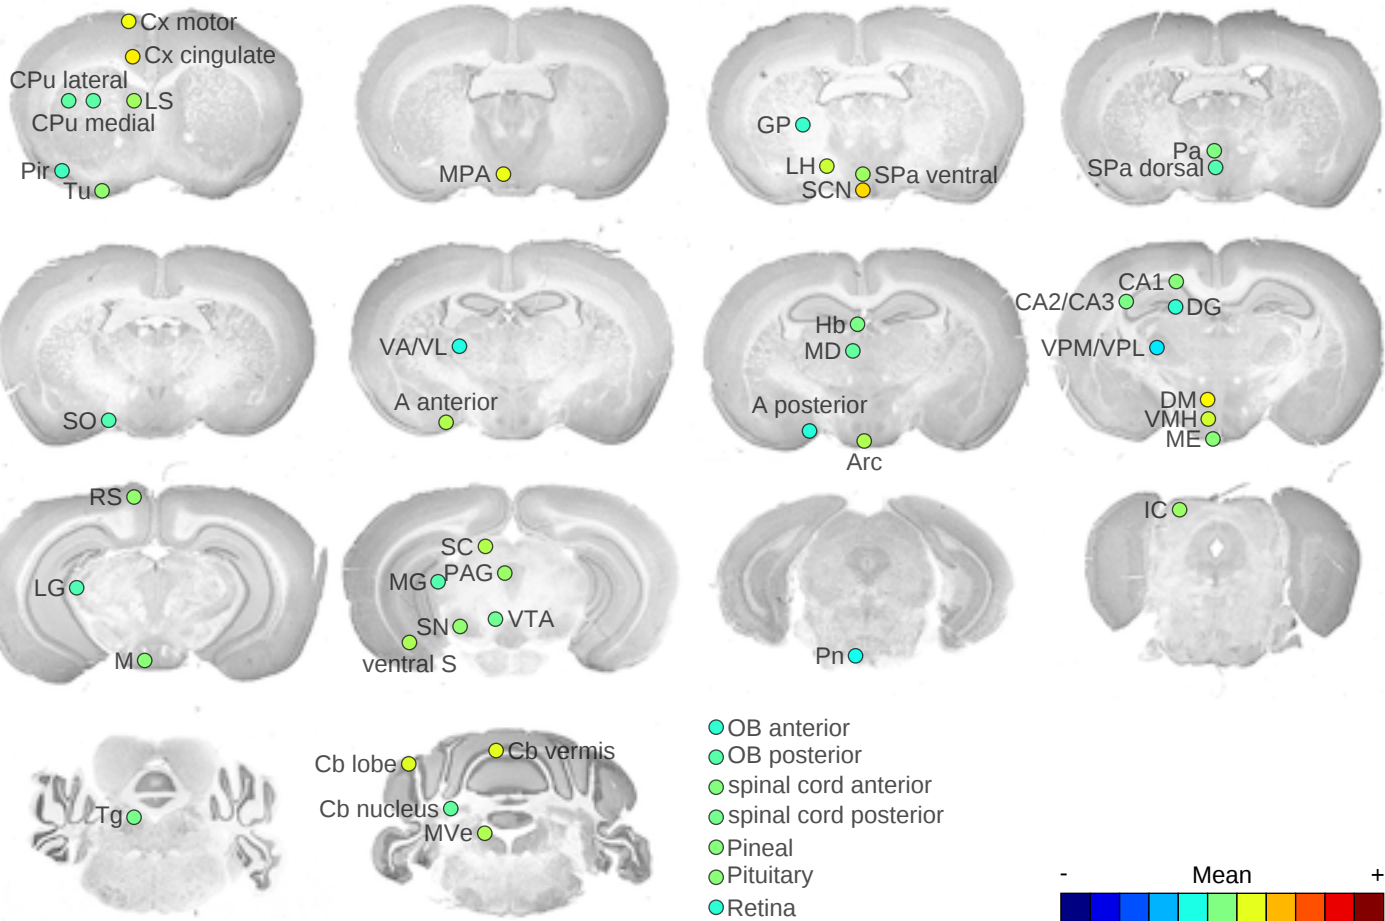 Cx motor
Cx cingulate
CPu lateral
LS
CPu medial
Pir
Tu
MPA
GP
LH
SPa ventral
SCN
Pa
SPa dorsal
SO
VA/VL
A anterior
Hb
MD
A posterior
Arc
CA1
CA2/CA3
DG
VPM/VPL
DM
VMH
ME
RS
LG
M
SC
PAG
MG
VTA
SN
ventral S
Pn
IC
Tg
Cb lobe
Cb vermis
Cb nucleus
MVe
OB anterior
OB posterior
spinal cord anterior
spinal cord posterior
Pineal
Pituitary
Retina
- Mean +